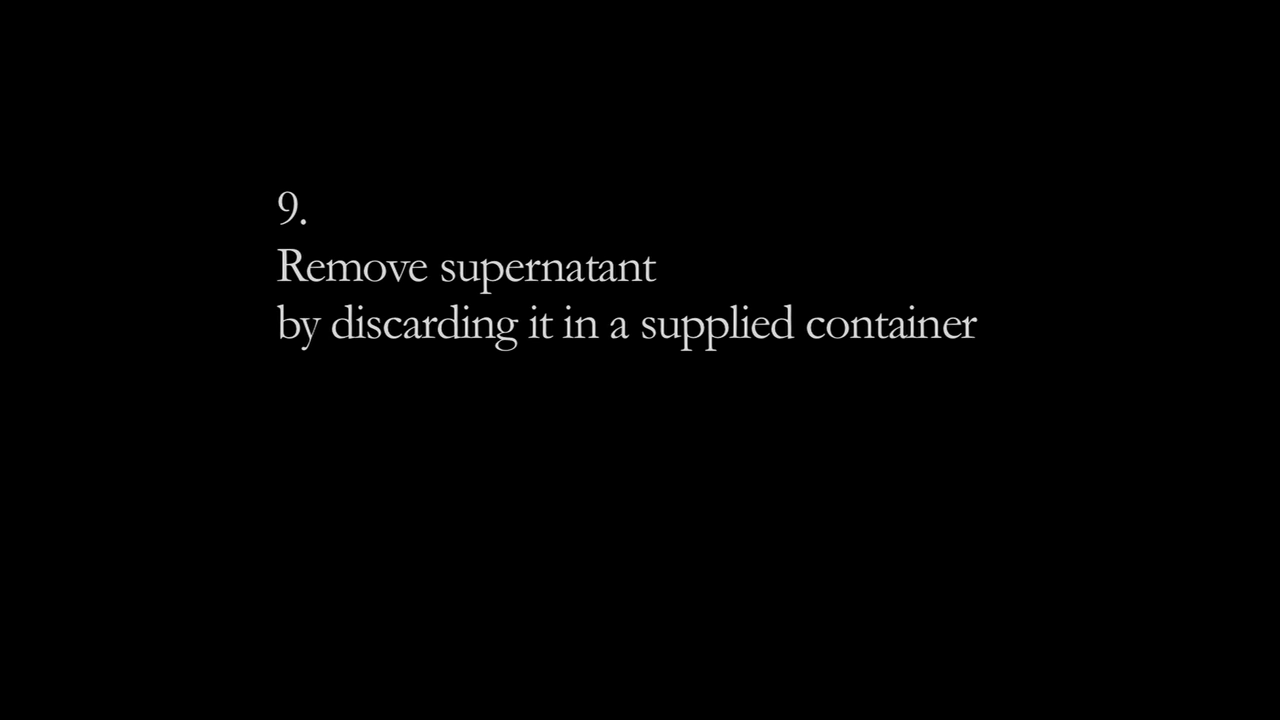 9.
Remove supernatant
by discarding it in a supplied container